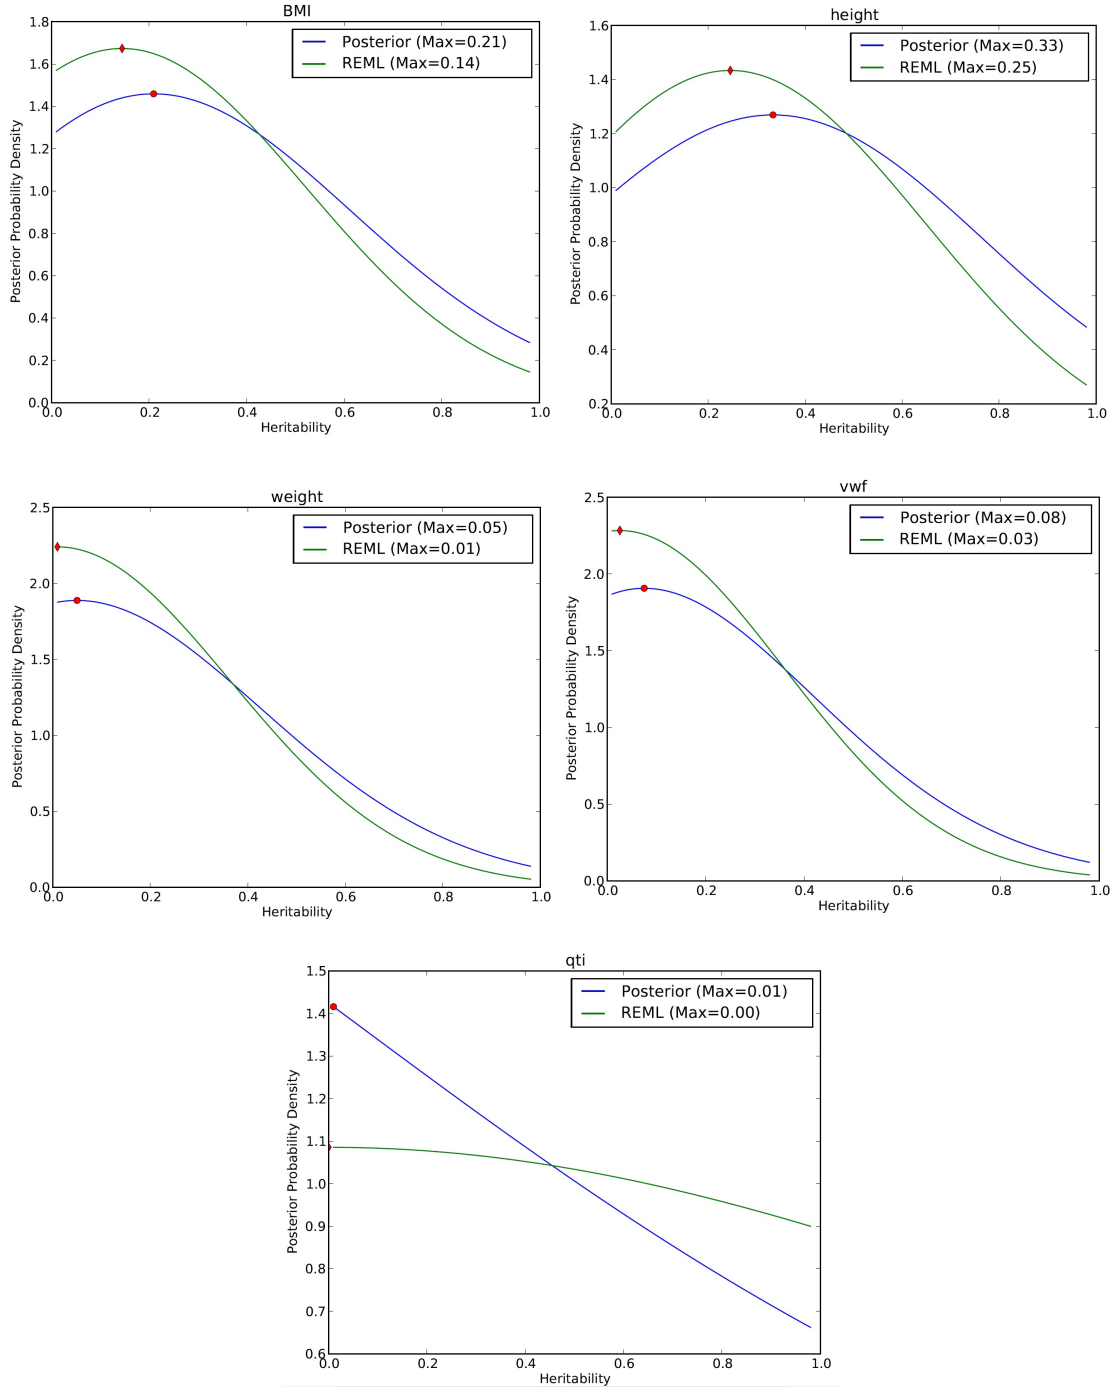 BMI
Posterior (Max=0.21)
REML (Max=0.14)
1.8
1.6
1.4
1.2
1.0
0.8
0.6
0.4
0.2
0.0
Posterior Probability Density
0.0 0.2 0.4 0.6 0.8 1.0
Heritability
height
Posterior (Max=0.33)
REML (Max=0.25)
1.6
1.4
1.2
1.0
0.8
0.6
0.4
0.2
Posterior Probability Density
0.0 0.2 0.4 0.6 0.8 1.0
Heritability
weight
Posterior (Max=0.05)
REML (Max=0.01)
2.5
2.0
1.5
1.0
0.5
0.0
Posterior Probability Density
0.0 0.2 0.4 0.6 0.8 1.0
Heritability
vwf
Posterior (Max=0.08)
REML (Max=0.03)
2.5
2.0
1.5
1.0
0.5
0.0
Posterior Probability Density
0.0 0.2 0.4 0.6 0.8 1.0
Heritability
qti
Posterior (Max=0.01)
REML (Max=0.00)
1.5
1.4
1.3
1.2
1.1
1.0
0.9
0.8
0.7
0.6
Posterior Probability Density
0.0 0.2 0.4 0.6 0.8 1.0
Heritability